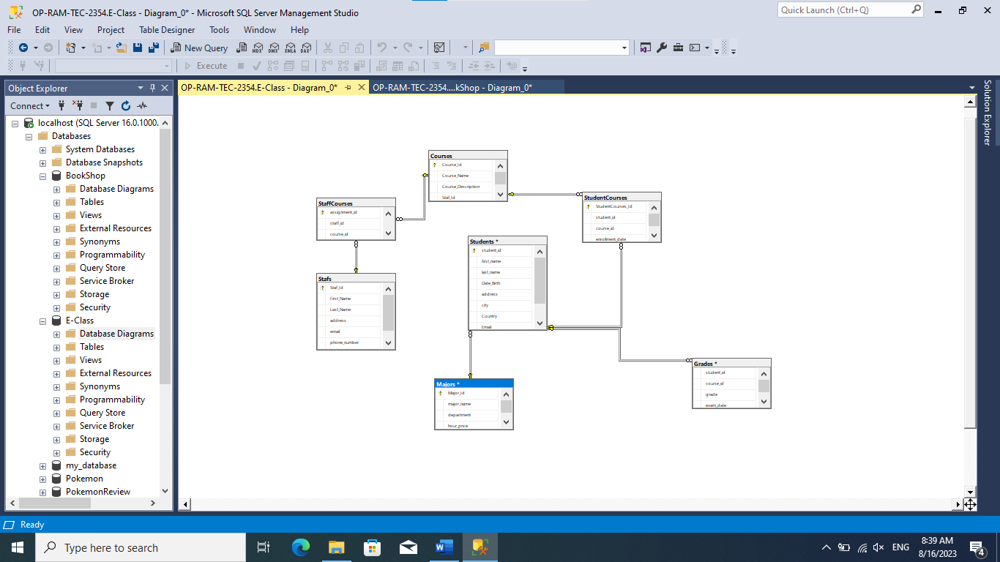 OP-RAM-TEC-2354.E-Class - Diagram_0* - Microsoft SQL Server Management Studio
Quick Launch (Ctrl+Q)
File Edit View Project Table Designer Tools Window Help
New Query MDX DMX XMLA DAX
Execute
Object Explorer
OP-RAM-TEC-2354.E-Class - Diagram_0*
OP-RAM-TEC-2354....kShop - Diagram_0*
Solution Explorer
Connect
localhost (SQL Server 16.0.1000.
Databases
System Databases
Database Snapshots
BookShop
Database Diagrams
Tables
Views
External Resources
Synonyms
Programmability
Query Store
Service Broker
Storage
Security
E-Class
Database Diagrams
Tables
Views
External Resources
Synonyms
Programmability
Query Store
Service Broker
Storage
Security
my_database
Pokemon
PokemonReview
Courses
Course_Id
Course_Name
Course_Description
Staf_Id
StaffCourses
assignment_id
staff_id
course_id
StudentCourses
StudentCourses_Id
student_id
course_id
enrollment_date
Students *
student_id
first_name
last_name
Date_Birth
address
city
Country
Email
Stafs
Staf_Id
First_Name
Last_Name
address
email
phone_number
Majors *
Major_Id
major_name
department
hour_price
Grades *
student_id
course_id
grade
exam_date
Ready
Type here to search
ENG
8:39 AM
8/16/2023
4